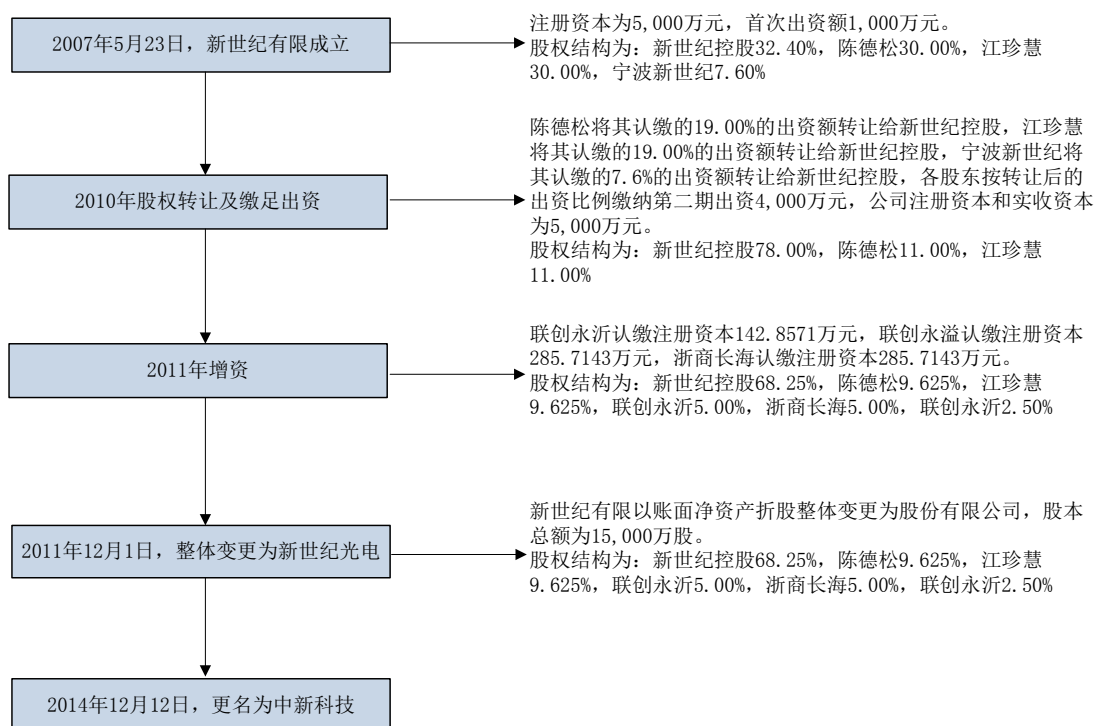 2007年5月23日，新世纪有限成立
注册资本为5,000万元，首次出资额1,000万元。
股权结构为：新世纪控股32.40%，陈德松30.00%，江珍慧
30.00%，宁波新世纪7.60%
2010年股权转让及缴足出资
陈德松将其认缴的19.00%的出资额转让给新世纪控股，江珍慧
将其认缴的19.00%的出资额转让给新世纪控股，宁波新世纪将
其认缴的7.6%的出资额转让给新世纪控股，各股东按转让后的
出资比例缴纳第二期出资4,000万元，公司注册资本和实收资本
为5,000万元。
股权结构为：新世纪控股78.00%，陈德松11.00%，江珍慧
11.00%
2011年增资
联创永沂认缴注册资本142.8571万元，联创永溢认缴注册资本
285.7143万元，浙商长海认缴注册资本285.7143万元。
股权结构为：新世纪控股68.25%，陈德松9.625%，江珍慧
9.625%，联创永沂5.00%，浙商长海5.00%，联创永沂2.50%
2011年12月1日，整体变更为新世纪光电
新世纪有限以账面净资产折股整体变更为股份有限公司，股本
总额为15,000万股。
股权结构为：新世纪控股68.25%，陈德松9.625%，江珍慧
9.625%，联创永沂5.00%，浙商长海5.00%，联创永沂2.50%
2014年12月12日，更名为中新科技